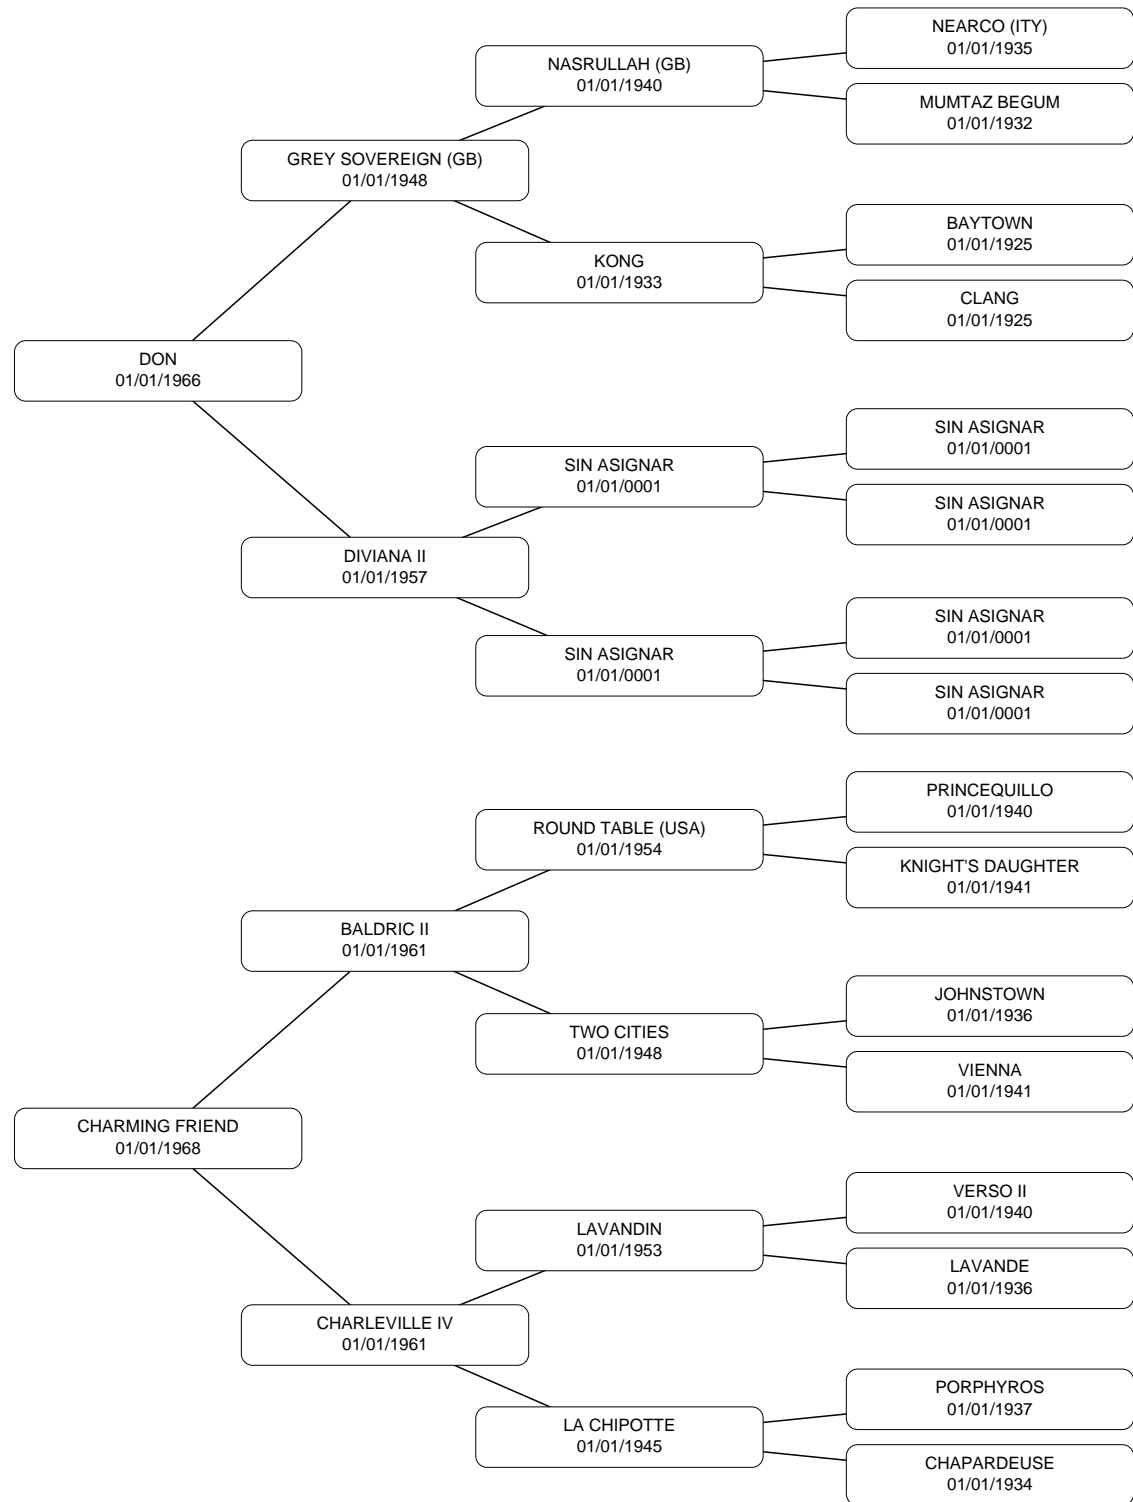 NEARCO (ITY)
01/01/1935
NASRULLAH (GB)
01/01/1940
MUMTAZ BEGUM
01/01/1932
GREY SOVEREIGN (GB)
01/01/1948
BAYTOWN
01/01/1925
KONG
01/01/1933
CLANG
01/01/1925
DON
01/01/1966
SIN ASIGNAR
01/01/0001
SIN ASIGNAR
01/01/0001
SIN ASIGNAR
01/01/0001
DIVIANA II
01/01/1957
SIN ASIGNAR
01/01/0001
SIN ASIGNAR
01/01/0001
SIN ASIGNAR
01/01/0001
PRINCEQUILLO
01/01/1940
ROUND TABLE (USA)
01/01/1954
KNIGHT'S DAUGHTER
01/01/1941
BALDRIC II
01/01/1961
JOHNSTOWN
01/01/1936
TWO CITIES
01/01/1948
VIENNA
01/01/1941
CHARMING FRIEND
01/01/1968
VERSO II
01/01/1940
LAVANDIN
01/01/1953
LAVANDE
01/01/1936
CHARLEVILLE IV
01/01/1961
PORPHYROS
01/01/1937
LA CHIPOTTE
01/01/1945
CHAPARDEUSE
01/01/1934